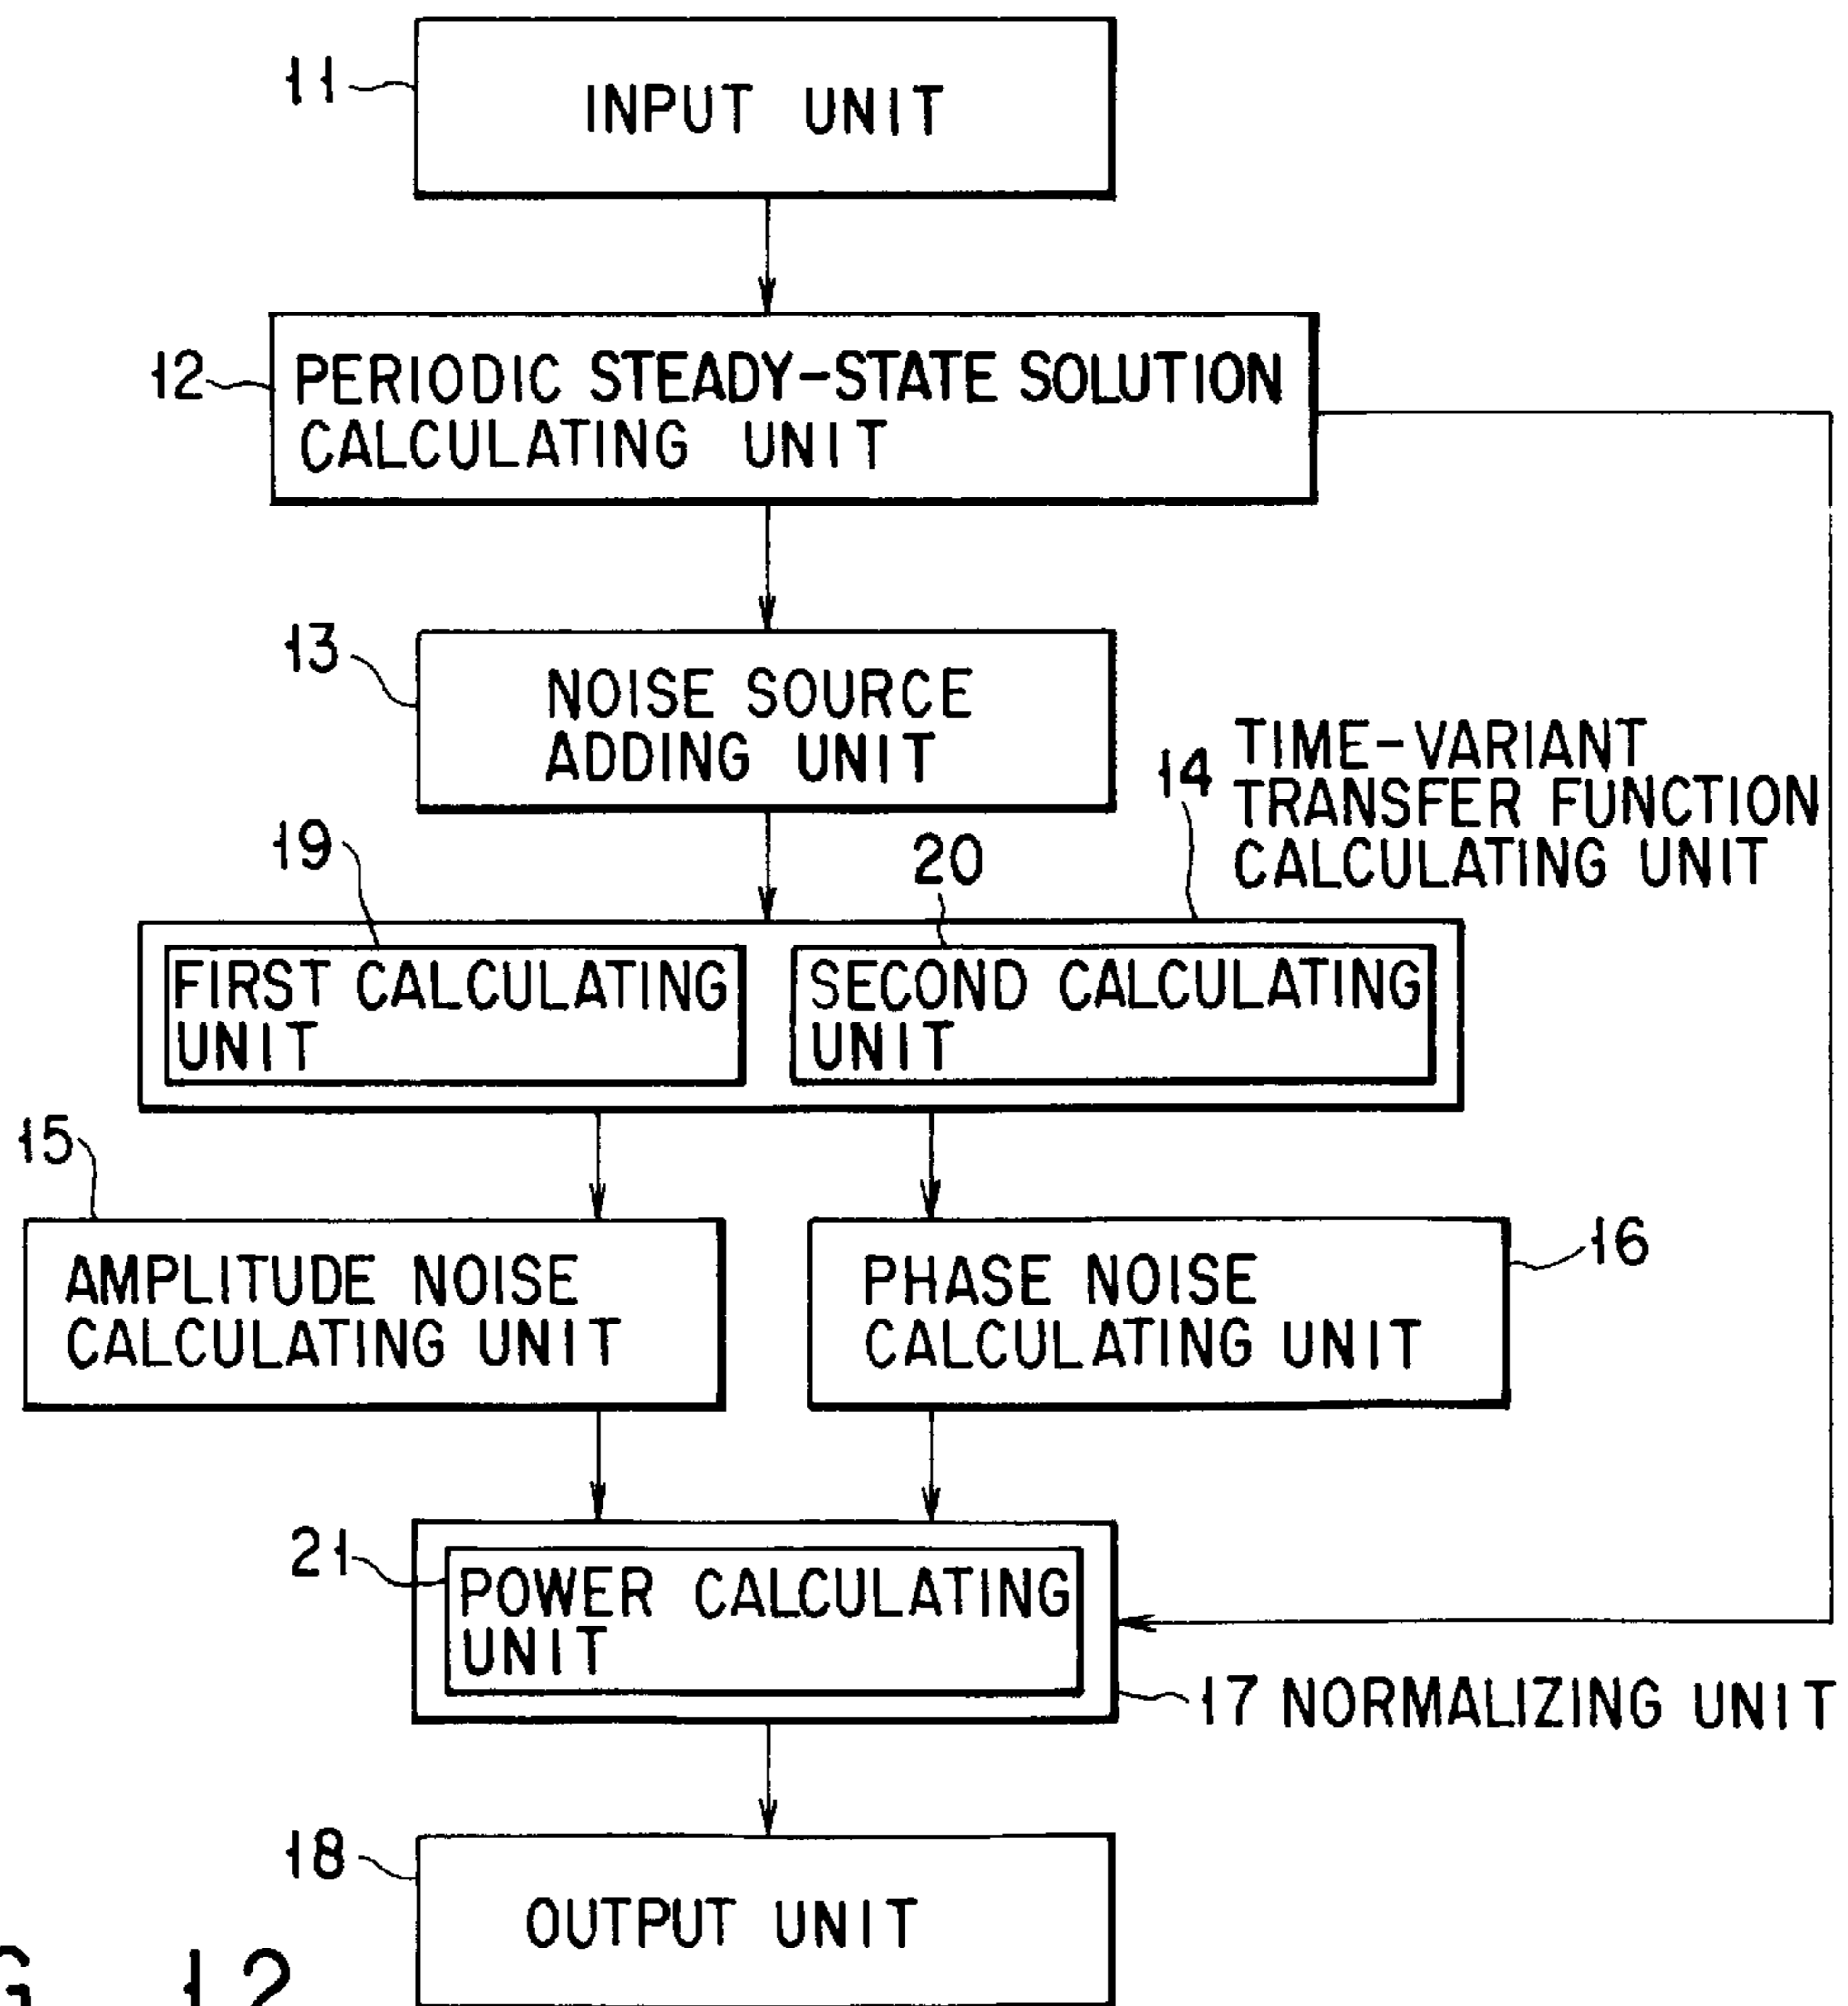 11
INPUT UNIT
12
PERIODIC STEADY-STATE SOLUTION
CALCULATING UNIT
13
NOISE SOURCE
ADDING UNIT
14
TIME-VARIANT
TRANSFER FUNCTION
CALCULATING UNIT
19
20
FIRST CALCULATING
UNIT
SECOND CALCULATING
UNIT
15
AMPLITUDE NOISE
CALCULATING UNIT
16
PHASE NOISE
CALCULATING UNIT
21
POWER CALCULATING
UNIT
17 NORMALIZING UNIT
18
OUTPUT UNIT
G. 12